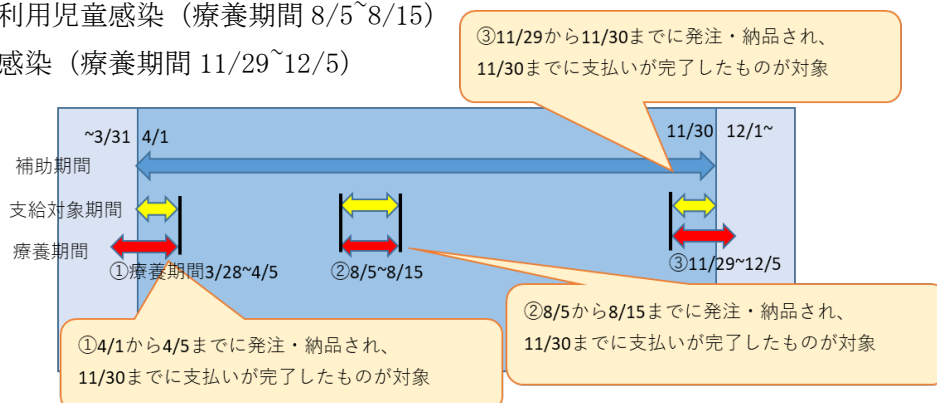 利用児童感染（療養期間 8/5~8/15）
感染（療養期間 11/29~12/5）
③11/29から11/30までに発注・納品され、
11/30までに支払いが完了したものが対象
~3/31 4/1
11/30 12/1~
補助期間
支給対象期間
療養期間
①療養期間3/28~4/5
②8/5~8/15
③11/29~12/5
②8/5から8/15までに発注・納品され、
11/30までに支払いが完了したものが対象
①4/1から4/5までに発注・納品され、
11/30までに支払いが完了したものが対象